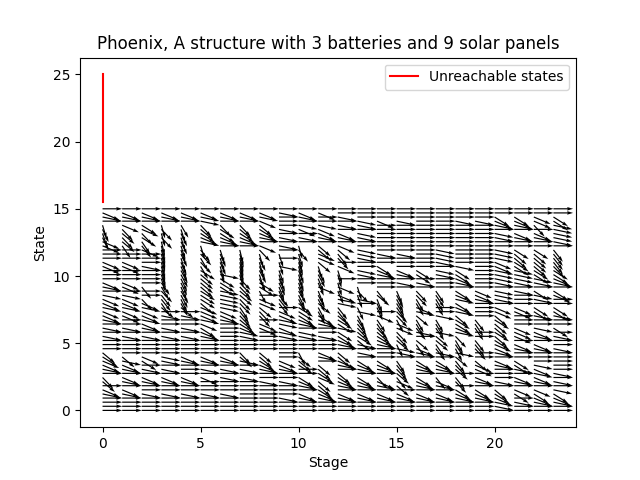 Phoenix, A structure with 3 batteries and 9 solar panels
Unreachable states
25
20
15
10
5
0
State
0 5 10 15 20
Stage